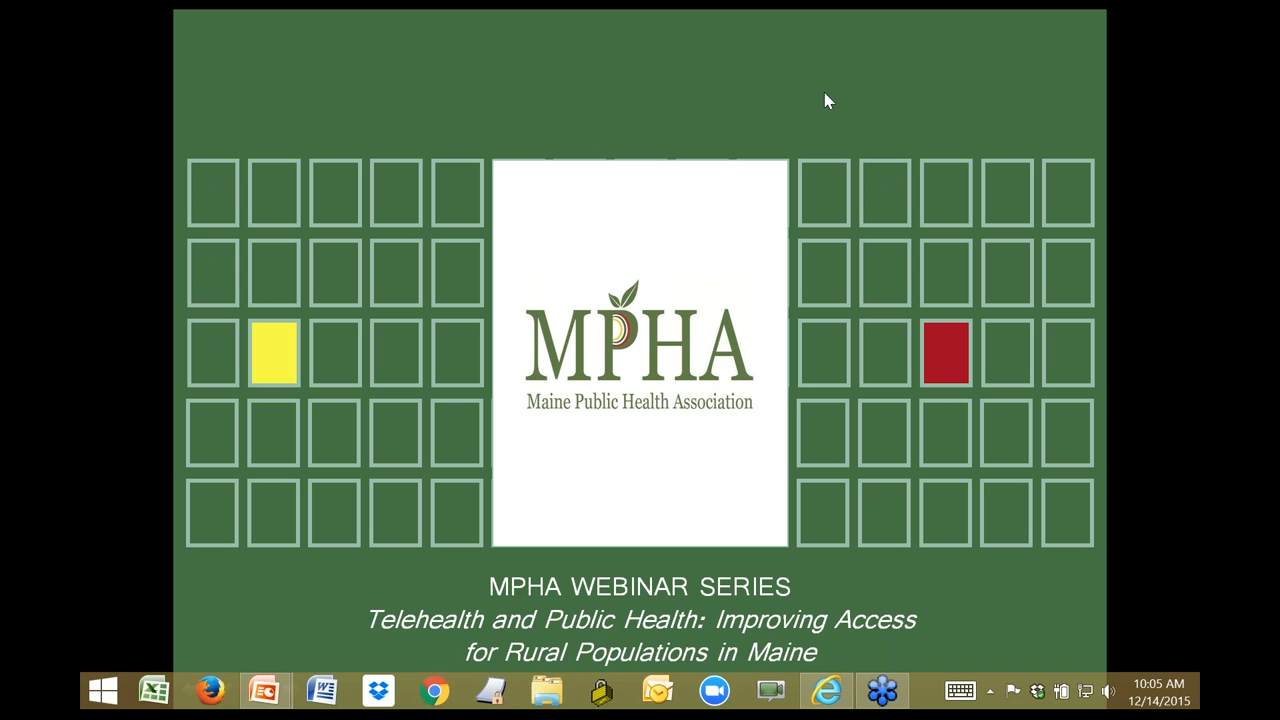 MPHA
Maine Public Health Association
MPHA WEBINAR SERIES
Telehealth and Public Health: Improving Access
for Rural Populations in Maine
10:05 AM
12/14/2015